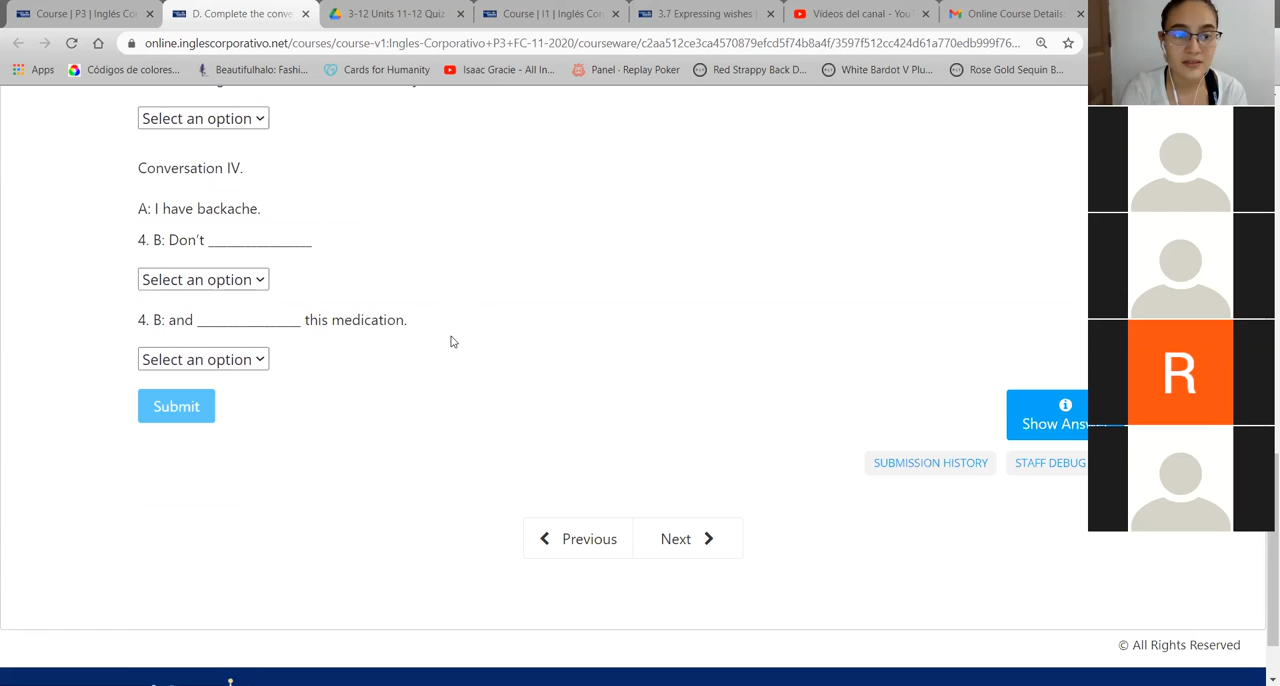 Course | P3 | Inglés Co
D. Complete the conve
3-12 Units 11-12 Quiz
Course | I1 | Inglés Co
3.7 Expressing wishes |
Vídeos del canal - You
Online Course Details:
online.inglescorporativo.net/courses/course-v1:Ingles-Corporativo+P3+FC-11-2020/courseware/c2aa512ce3ca4570879efcd5f74b8a4f/3597f512cc424d61a770edb999f76...
Apps
Códigos de colores...
Beautifulhalo: Fashi...
Cards for Humanity
Isaac Gracie - All In...
Panel · Replay Poker
Red Strappy Back D...
White Bardot V Plu...
Rose Gold Sequin B...
Select an option
Conversation IV.
A: I have backache.
4. B: Don't _______________
Select an option
4. B: and _______________ this medication.
Select an option
Submit
Show Ans
SUBMISSION HISTORY
STAFF DEBUG
Previous
Next
R
© All Rights Reserved